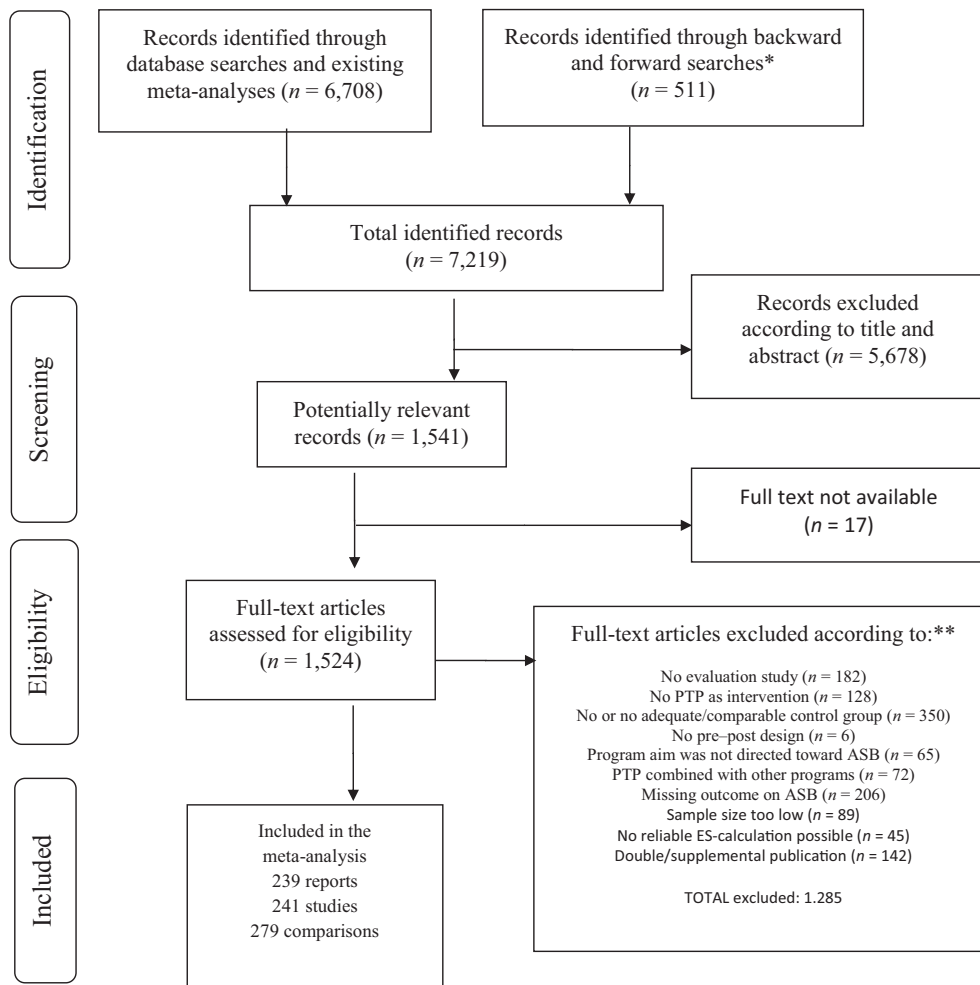 Identification
Records identified through
database searches and existing
meta-analyses (n = 6,708)
Records identified through backward
and forward searches*
(n = 511)
Total identified records
(n = 7,219)
Screening
Records excluded
according to title and
abstract (n = 5,678)
Potentially relevant
records (n = 1,541)
Full text not available
(n = 17)
Eligibility
Full-text articles
assessed for eligibility
(n = 1,524)
Full-text articles excluded according to:**
No evaluation study (n = 182)
No PTP as intervention (n = 128)
No or no adequate/comparable control group (n = 350)
No pre–post design (n = 6)
Program aim was not directed toward ASB (n = 65)
PTP combined with other programs (n = 72)
Missing outcome on ASB (n = 206)
Sample size too low (n = 89)
No reliable ES-calculation possible (n = 45)
Double/supplemental publication (n = 142)
TOTAL excluded: 1.285
Included
Included in the
meta-analysis
239 reports
241 studies
279 comparisons